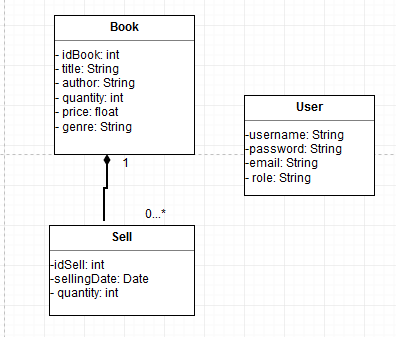 Book
- idBook: int
- title: String
- author: String
- quantity: int
- price: float
- genre: String
1
0...*
Sell
-idSell: int
-sellingDate: Date
- quantity: int
User
-username: String
-password: String
-email: String
- role: String